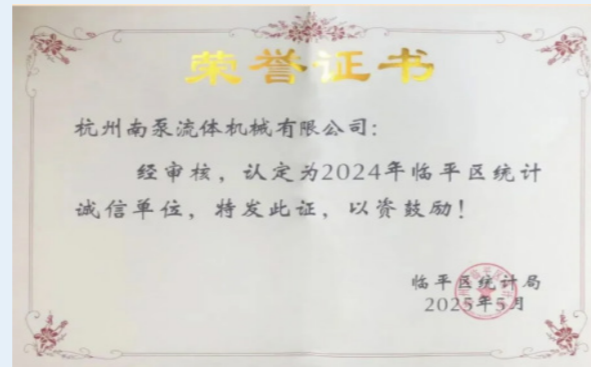 荣誉证书
杭州南泵流体机械有限公司:
经审核，认定为2024年临平区统计
诚信单位，特发此证，以资鼓励!
临平区统计局
2025年5月